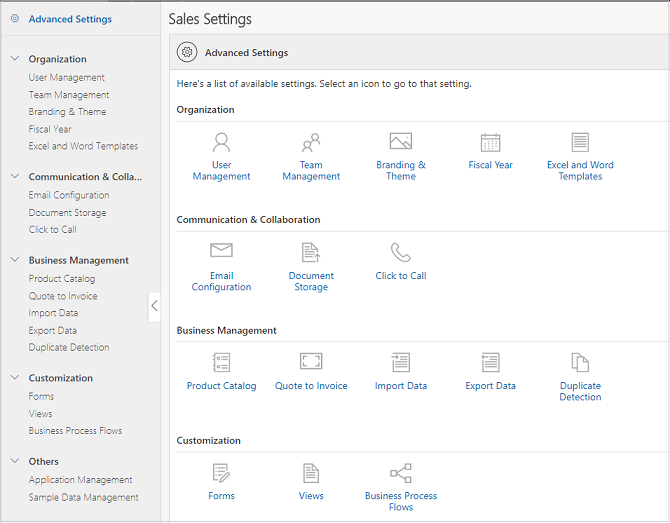 Advanced Settings
Organization
User Management
Team Management
Branding & Theme
Fiscal Year
Excel and Word Templates
Communication & Colla...
Email Configuration
Document Storage
Click to Call
Business Management
Product Catalog
Quote to Invoice
Import Data
Export Data
Duplicate Detection
Customization
Forms
Views
Business Process Flows
Others
Application Management
Sample Data Management
Sales Settings
Advanced Settings
Here's a list of available settings. Select an icon to go to that setting.
Organization
User
Management
Team
Management
Branding &
Theme
Fiscal Year
Excel and Word
Templates
Communication & Collaboration
Email
Configuration
Document
Storage
Click to Call
Business Management
Product Catalog
Quote to Invoice
Import Data
Export Data
Duplicate
Detection
Customization
Forms
Views
Business Process
Flows